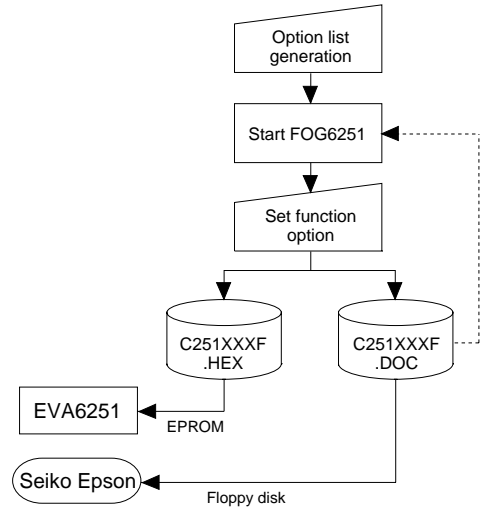 Option list
generation
Start FOG6251
Set function
option
C251XXXF
.HEX
C251XXXF
.DOC
EVA6251
EPROM
Seiko Epson
Floppy disk